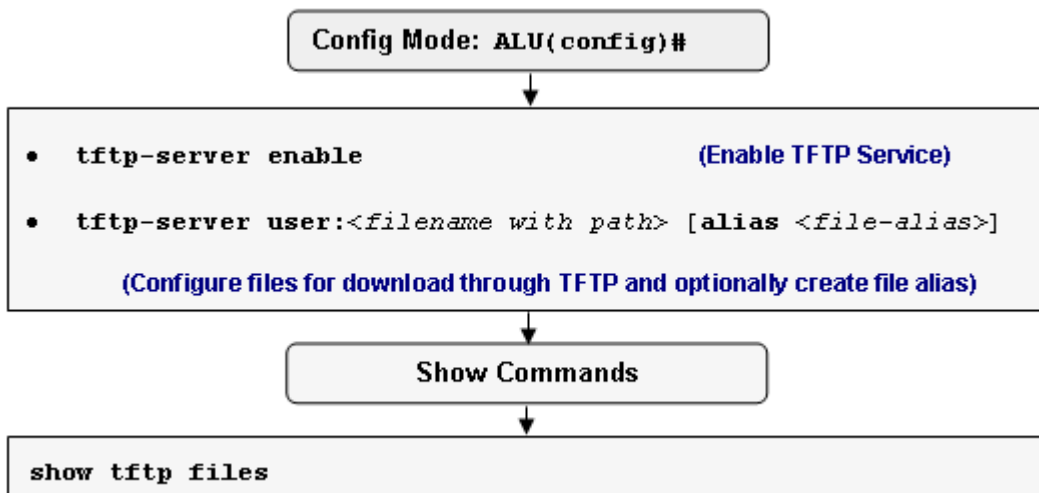 Config Mode: ALU(config)#
• tftp-server enable (Enable TFTP Service)
• tftp-server user:<filename with path> [alias <file-alias>]
(Configure files for download through TFTP and optionally create file alias)
Show Commands
show tftp files